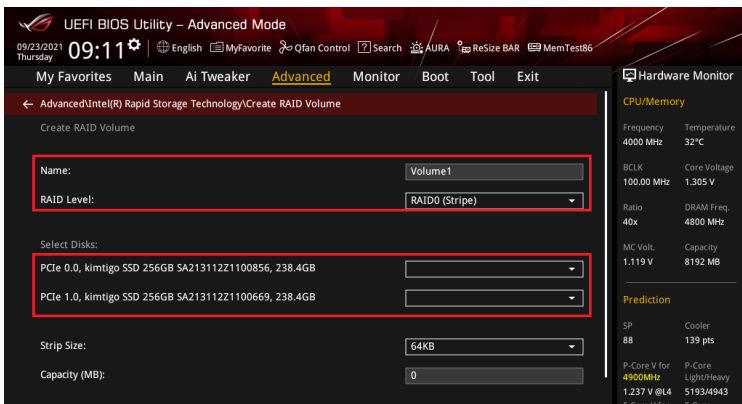 UEFI BIOS Utility – Advanced Mode
09/23/2021 Thursday 09:11 English MyFavorite Qfan Control ? Search AURA ReSize BAR MemTest86
My Favorites Main Ai Tweaker Advanced Monitor Boot Tool Exit
← Advanced\Intel(R) Rapid Storage Technology\Create RAID Volume
Create RAID Volume
Name: Volume1
RAID Level: RAID0 (Stripe)
Select Disks:
PCIe 0.0, kimtigo SSD 256GB SA213112Z1100856, 238.4GB
PCIe 1.0, kimtigo SSD 256GB SA213112Z1100669, 238.4GB
Strip Size: 64KB
Capacity (MB): 0
Hardware Monitor
CPU/Memory
Frequency Temperature
4000 MHz 32°C
BCLK Core Voltage
100.00 MHz 1.305 V
Ratio DRAM Freq.
40x 4800 MHz
MC Volt. Capacity
1.119 V 8192 MB
Prediction
SP Cooler
88 139 pts
P-Core V for P-Core
4900MHz Light/Heavy
1.237 V @L4 5193/4943